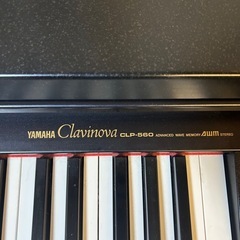 YAMAHA Clavinova CLP-560 ADVANCED WAVE MEMORY AWM STEREO